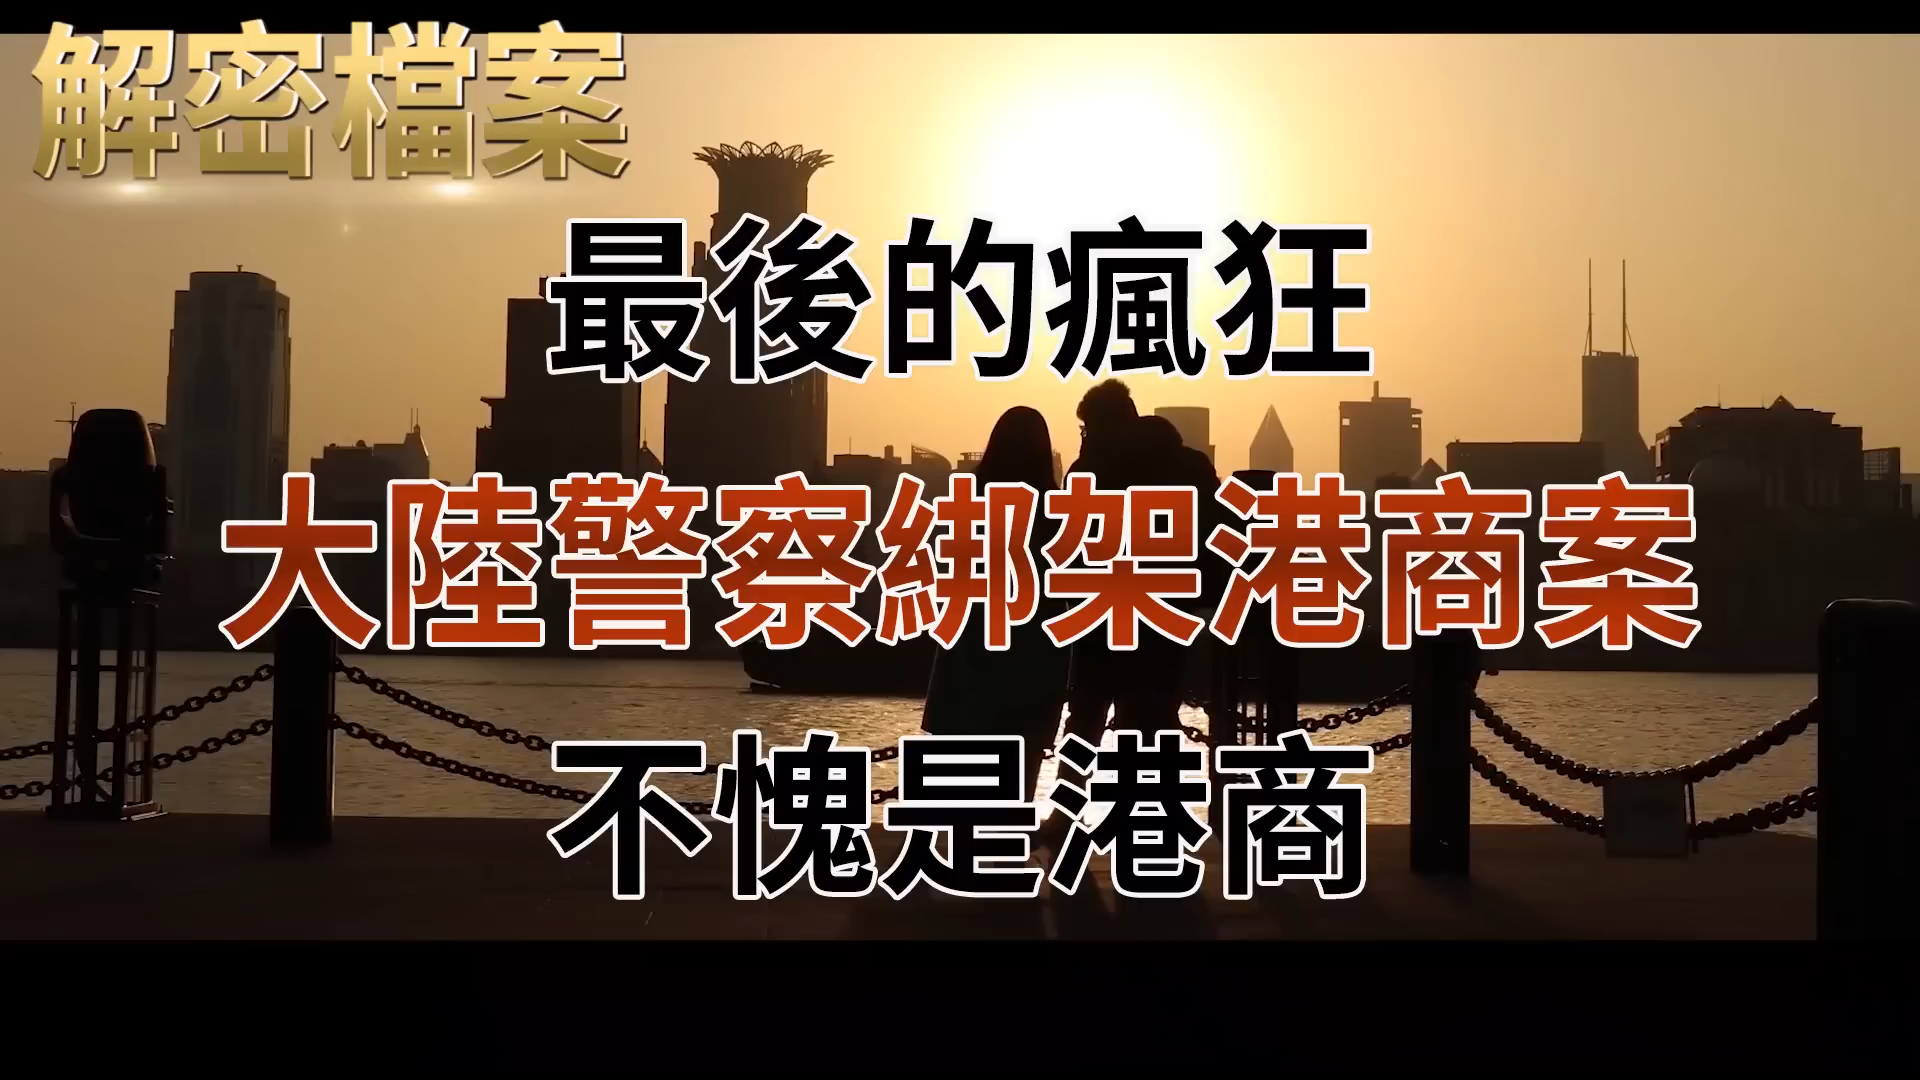 解密檔案
最後的瘋狂
大陸警察綁架港商案
不愧是港商